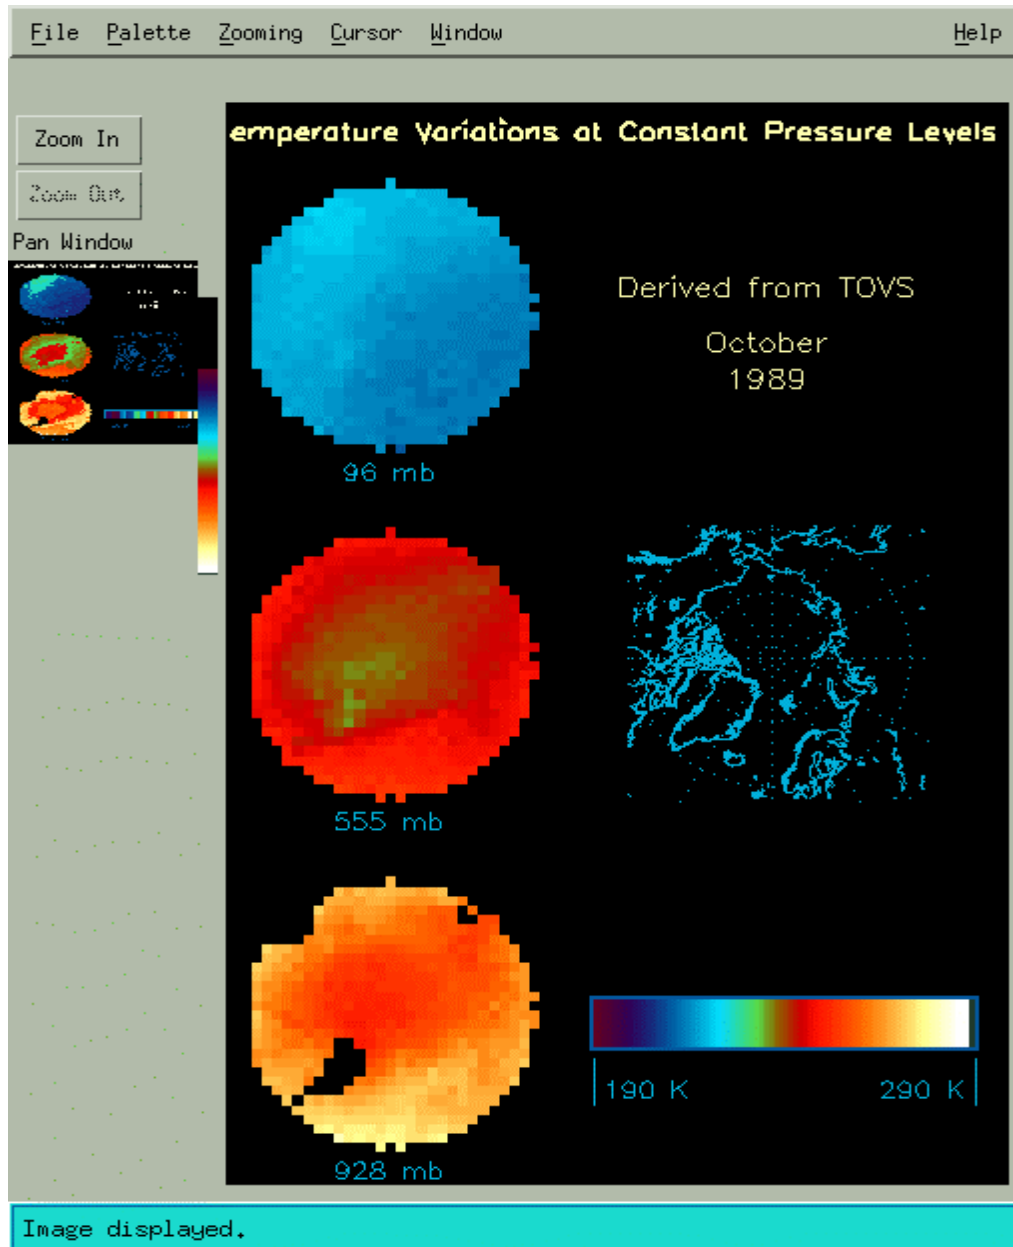 File Palette Zooming Cursor Window Help
Zoom In
Zoom Out
Pan Window
emperature Variations at Constant Pressure Levels
Derived from TOVS
October
1989
96 mb
555 mb
928 mb
190 K 290 K
Image displayed.